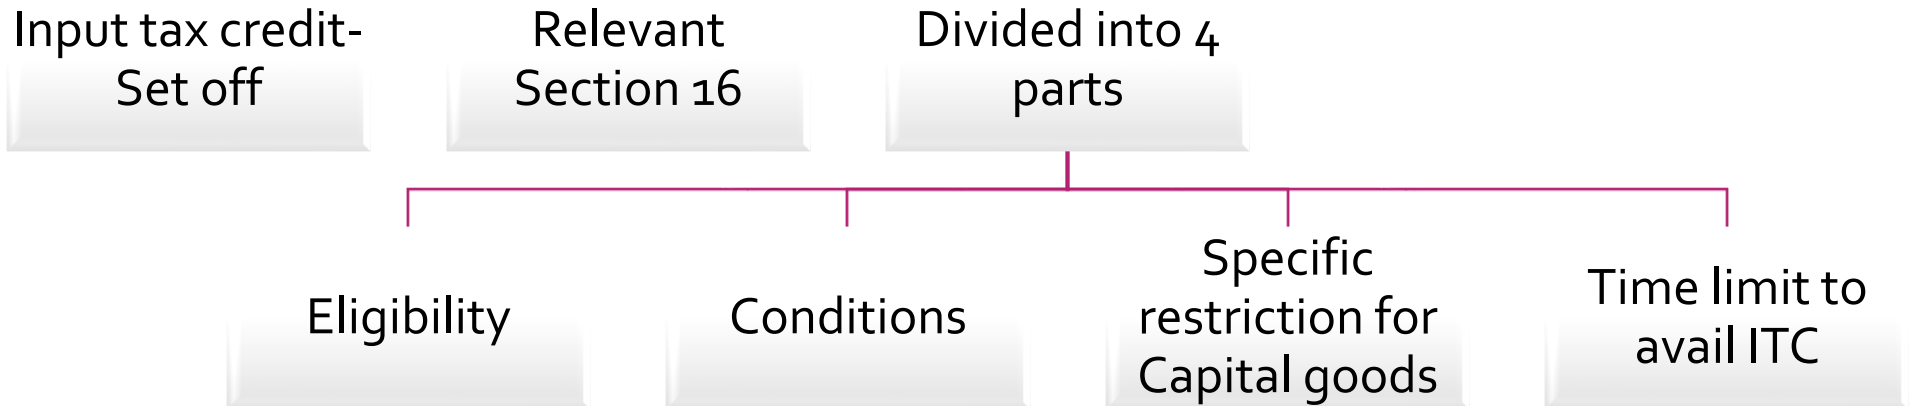 Input tax credit-
Set off
Relevant
Section 16
Divided into 4
parts
Eligibility
Conditions
Specific
restriction for
Capital goods
Time limit to
avail ITC